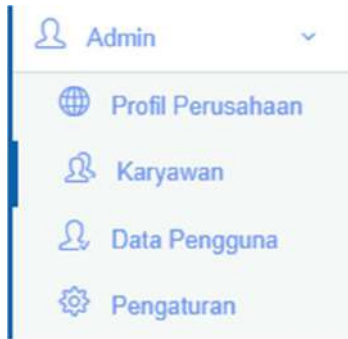 Admin
Profil Perusahaan
Karyawan
Data Pengguna
Pengaturan